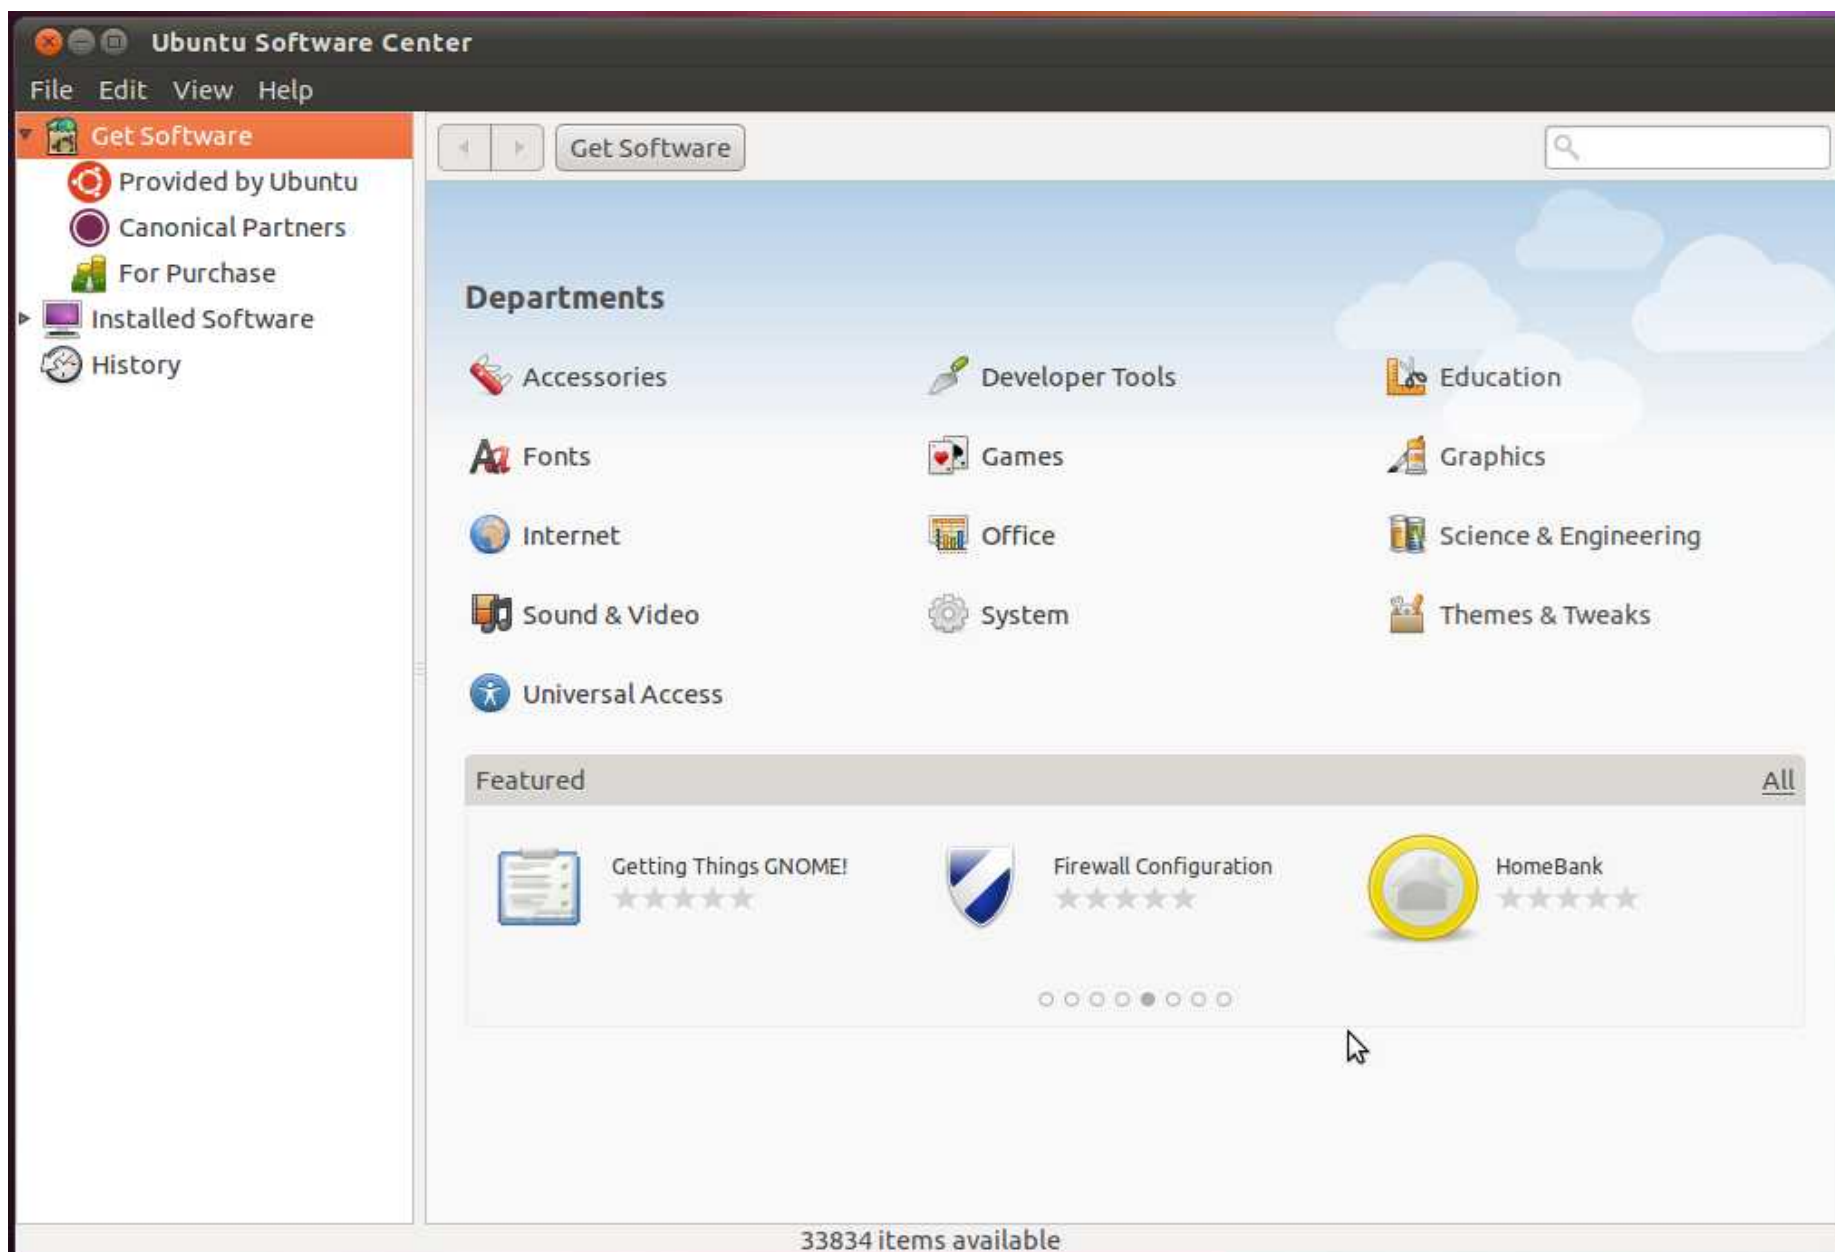 Ubuntu Software Center
File Edit View Help
Get Software
Provided by Ubuntu
Canonical Partners
For Purchase
Installed Software
History
Get Software
Departments
Accessories Developer Tools Education
Fonts Games Graphics
Internet Office Science & Engineering
Sound & Video System Themes & Tweaks
Universal Access
Featured All
Getting Things GNOME! Firewall Configuration HomeBank
33834 items available